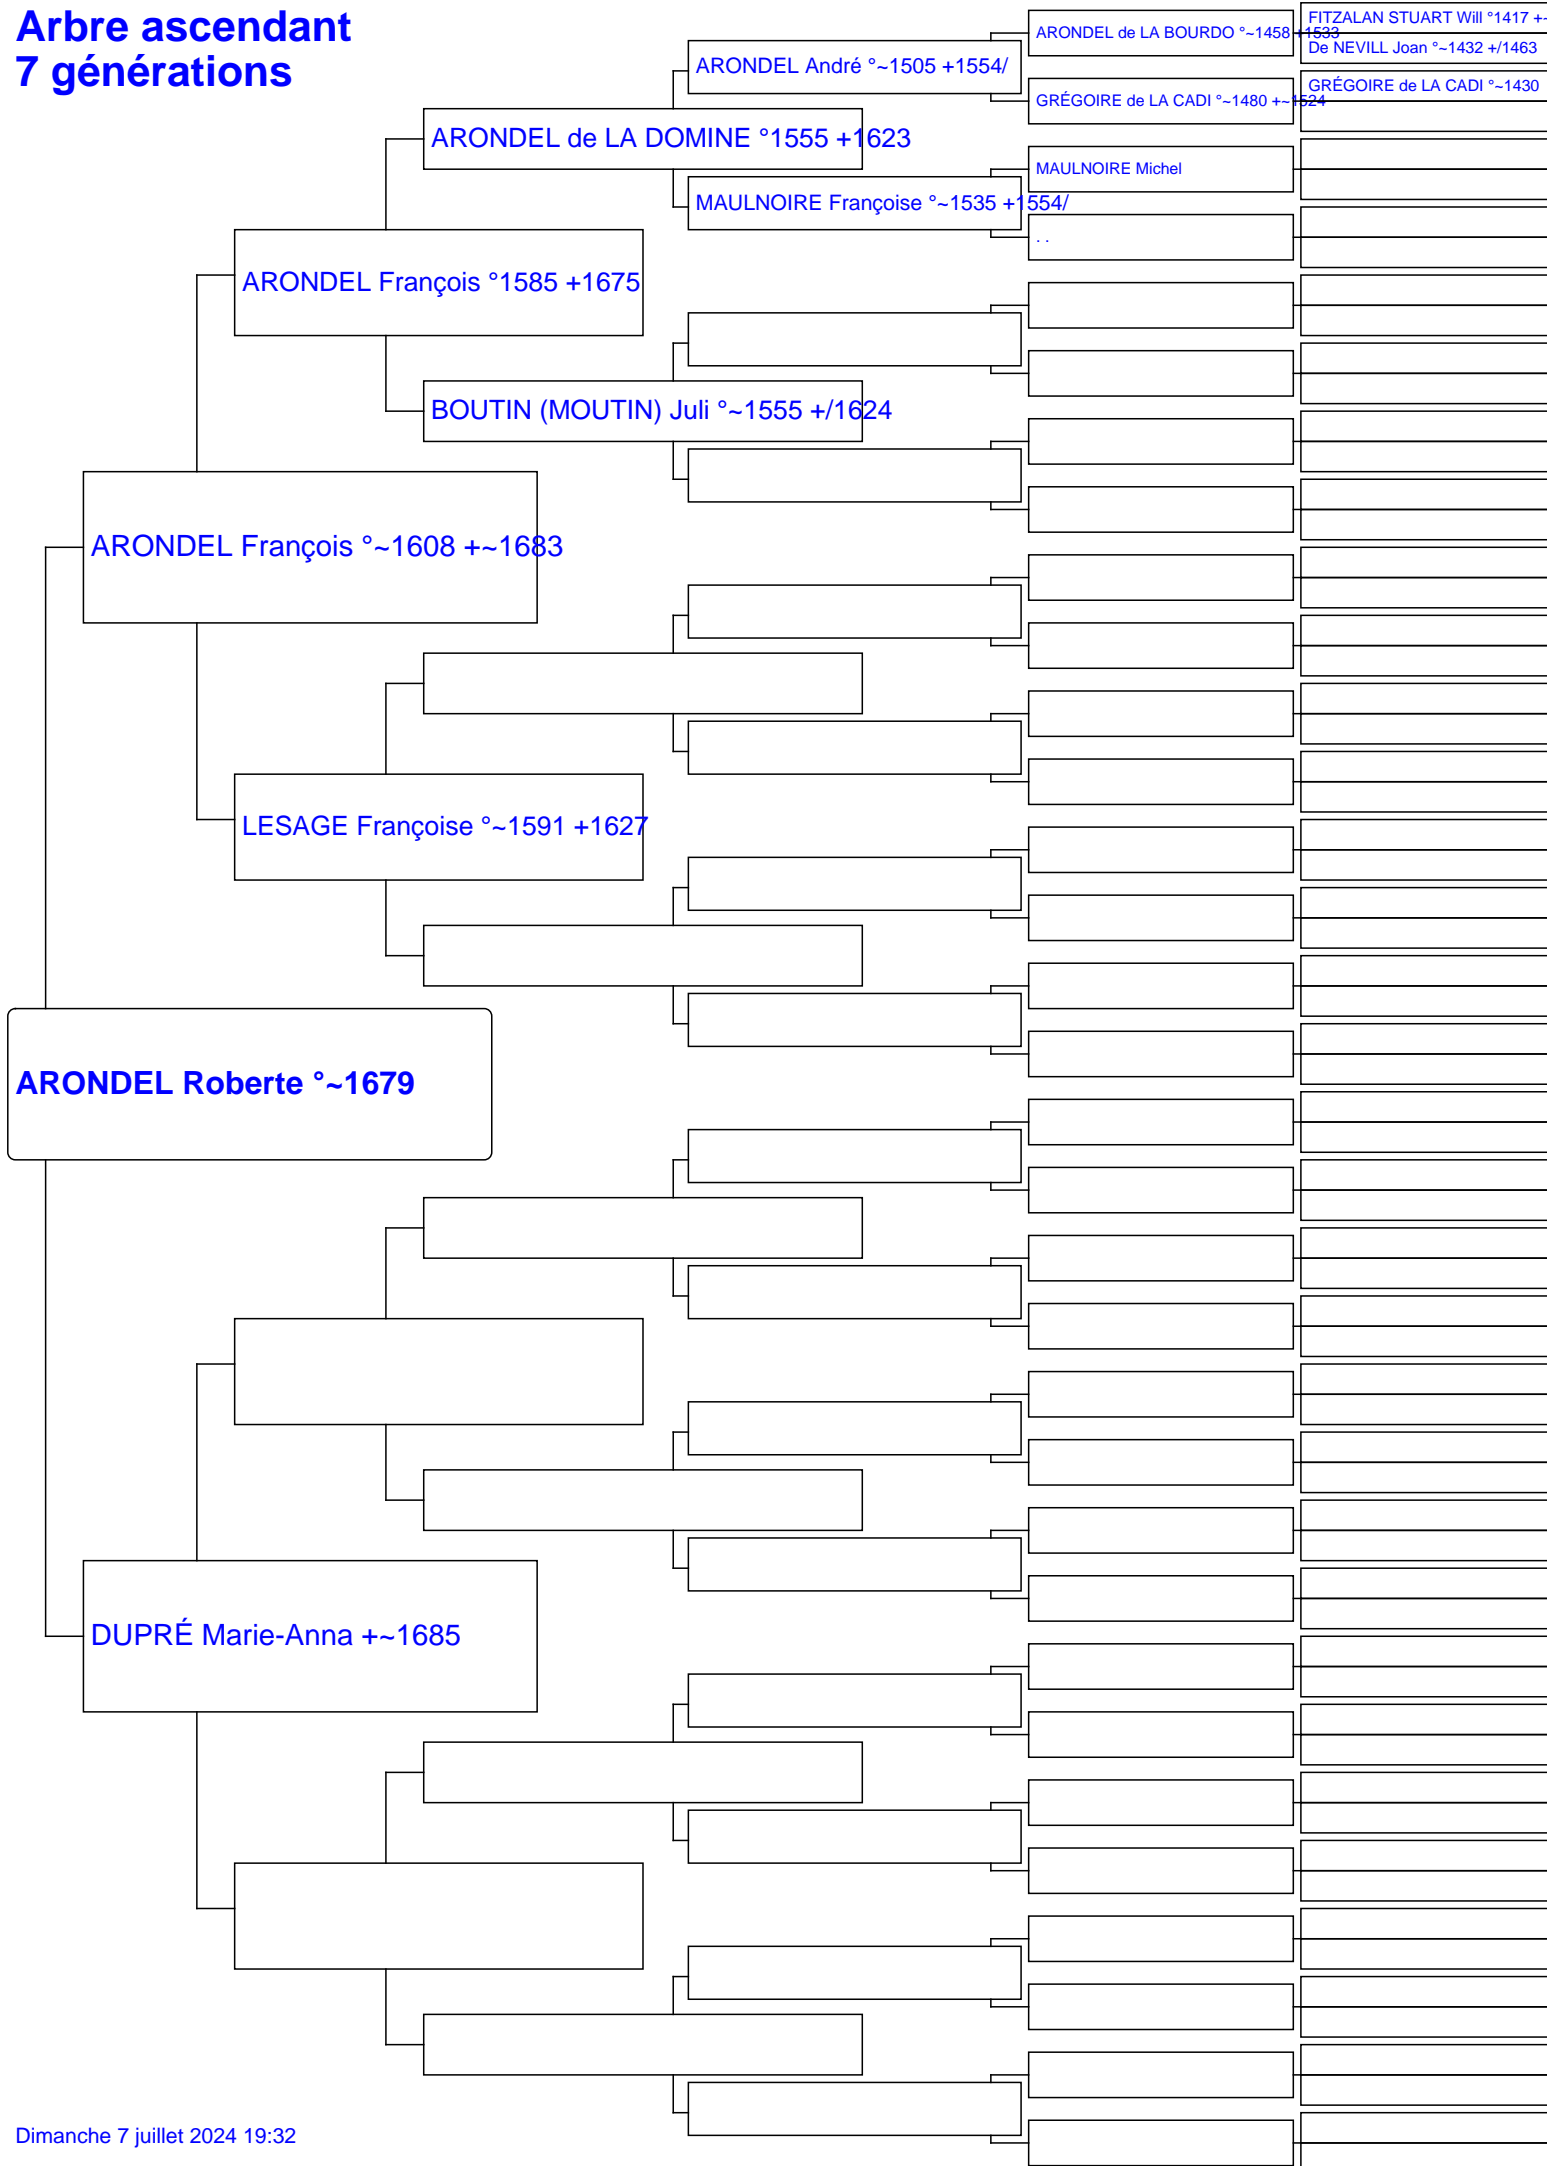 Arbre ascendant
7 générations
FITZALAN STUART Will °1417 +~
ARONDEL de LA BOURDO °~1458 +1533
De NEVILL Joan °~1432 +/1463
ARONDEL André °~1505 +1554/
GRÉGOIRE de LA CADI °~1430
GRÉGOIRE de LA CADI °~1480 +~1524
ARONDEL de LA DOMINE °1555 +1623
MAULNOIRE Michel
MAULNOIRE Françoise °~1535 +1554/
. .
ARONDEL François °1585 +1675
BOUTIN (MOUTIN) Juli °~1555 +/1624
ARONDEL François °~1608 +~1683
LESAGE Françoise °~1591 +1627
ARONDEL Roberte °~1679
DUPRÉ Marie-Anna +~1685
Dimanche 7 juillet 2024 19:32